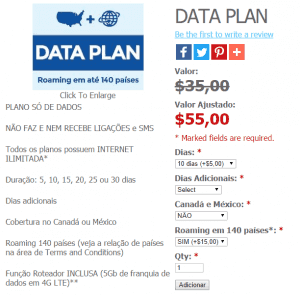 DATA PLAN
Roaming em até 140 países
Click To Enlarge
PLANO SÓ DE DADOS
NÃO FAZ E NEM RECEBE LIGAÇÕES e SMS
Todos os planos possuem INTERNET
ILIMITADA*
Duração: 5, 10, 15, 20, 25 ou 30 dias
Dias adicionais
Cobertura no Canadá ou México
Roaming 140 países (veja a relação de países
na área de Terms and Conditions)
Função Roteador INCLUSA (5Gb de franquia de
dados em 4G LTE)**
DATA PLAN
Be the first to write a review
Valor:
$35,00
Valor Ajustado:
$55,00
* Marked fields are required.
Dias: *
10 dias (+$5,00)
Dias Adicionais: *
Select
Canadá e México: *
NÃO
Roaming em 140 países*: *
SIM (+$15.00)
Qty: *
1
Adicionar